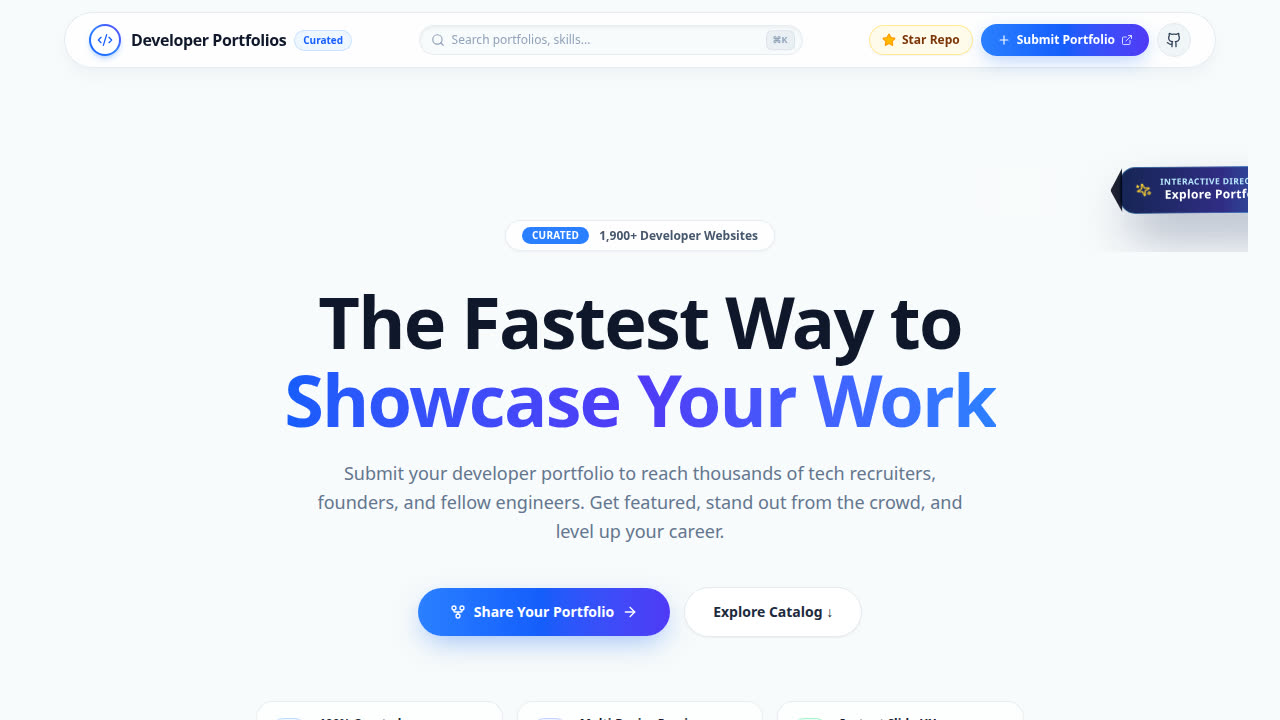 Developer Portfolios
Curated
Search portfolios, skills...
⌘K
Star Repo
Submit Portfolio
INTERACTIVE
Explore
CURATED
1,900+ Developer Websites
The Fastest Way to
Showcase Your Work
Submit your developer portfolio to reach thousands of tech recruiters,
founders, and fellow engineers. Get featured, stand out from the crowd, and
level up your career.
Share Your Portfolio
Explore Catalog ↓